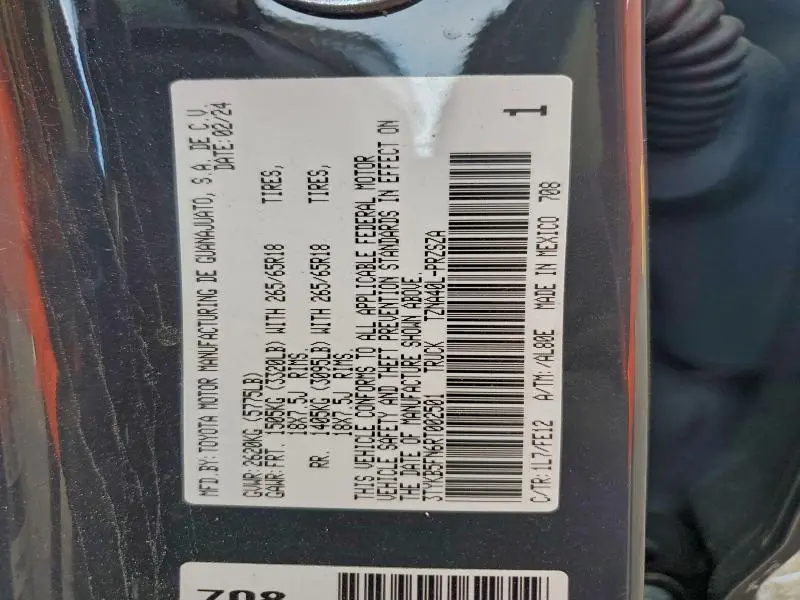 MFD.BY:TOYOTA MOTOR MANUFACTURING DE GUANAJUATO, S.A. DE C.V.
DATE:02/24
GVWR:2620KG (5775LB)
GAWR:FRT. 1505KG (3320LB) WITH 265/65R18 TIRES,
18X7.5J RIMS,
RR. 1405KG (3095LB) WITH 265/65R18 TIRES,
18X7.5J RIMS.
THIS VEHICLE CONFORMS TO ALL APPLICABLE FEDERAL MOTOR
VEHICLE SAFETY AND THEFT PREVENTION STANDARDS IN EFFECT ON
THE DATE OF MANUFACTURE SHOWN ABOVE.
3TYKB5FN6RT002501 TRUCK TZNA40L-PRZSZA
C/TR:1L7/FE12 A/TM:/AL80E MADE IN MEXICO 708
1
708